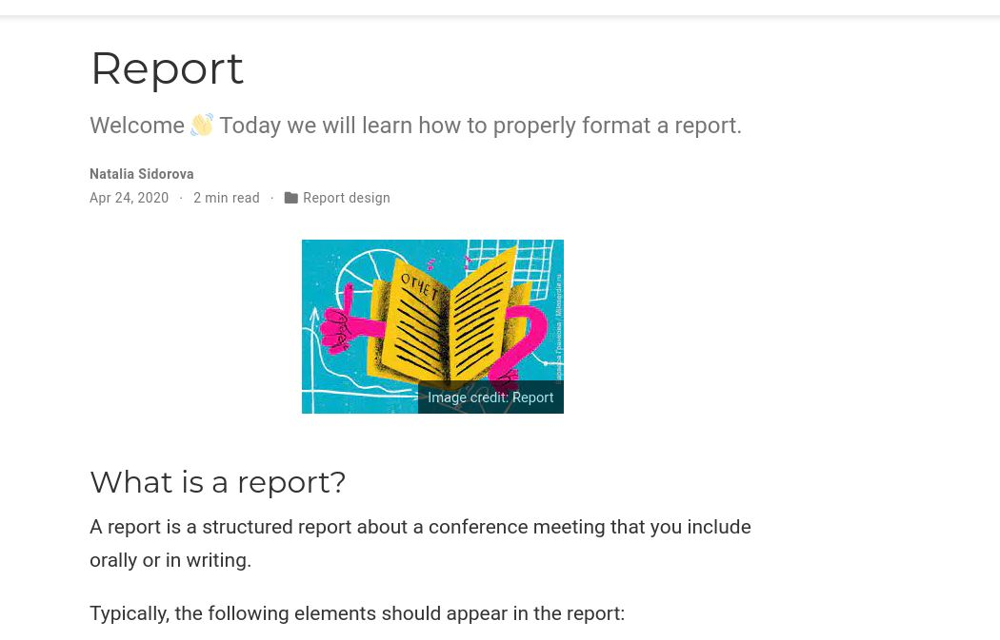 Report
Welcome 👋 Today we will learn how to properly format a report.
Natalia Sidorova
Apr 24, 2020 · 2 min read · Report design
ОТЧЕТ
Image credit: Report
What is a report?
A report is a structured report about a conference meeting that you include
orally or in writing.
Typically, the following elements should appear in the report: